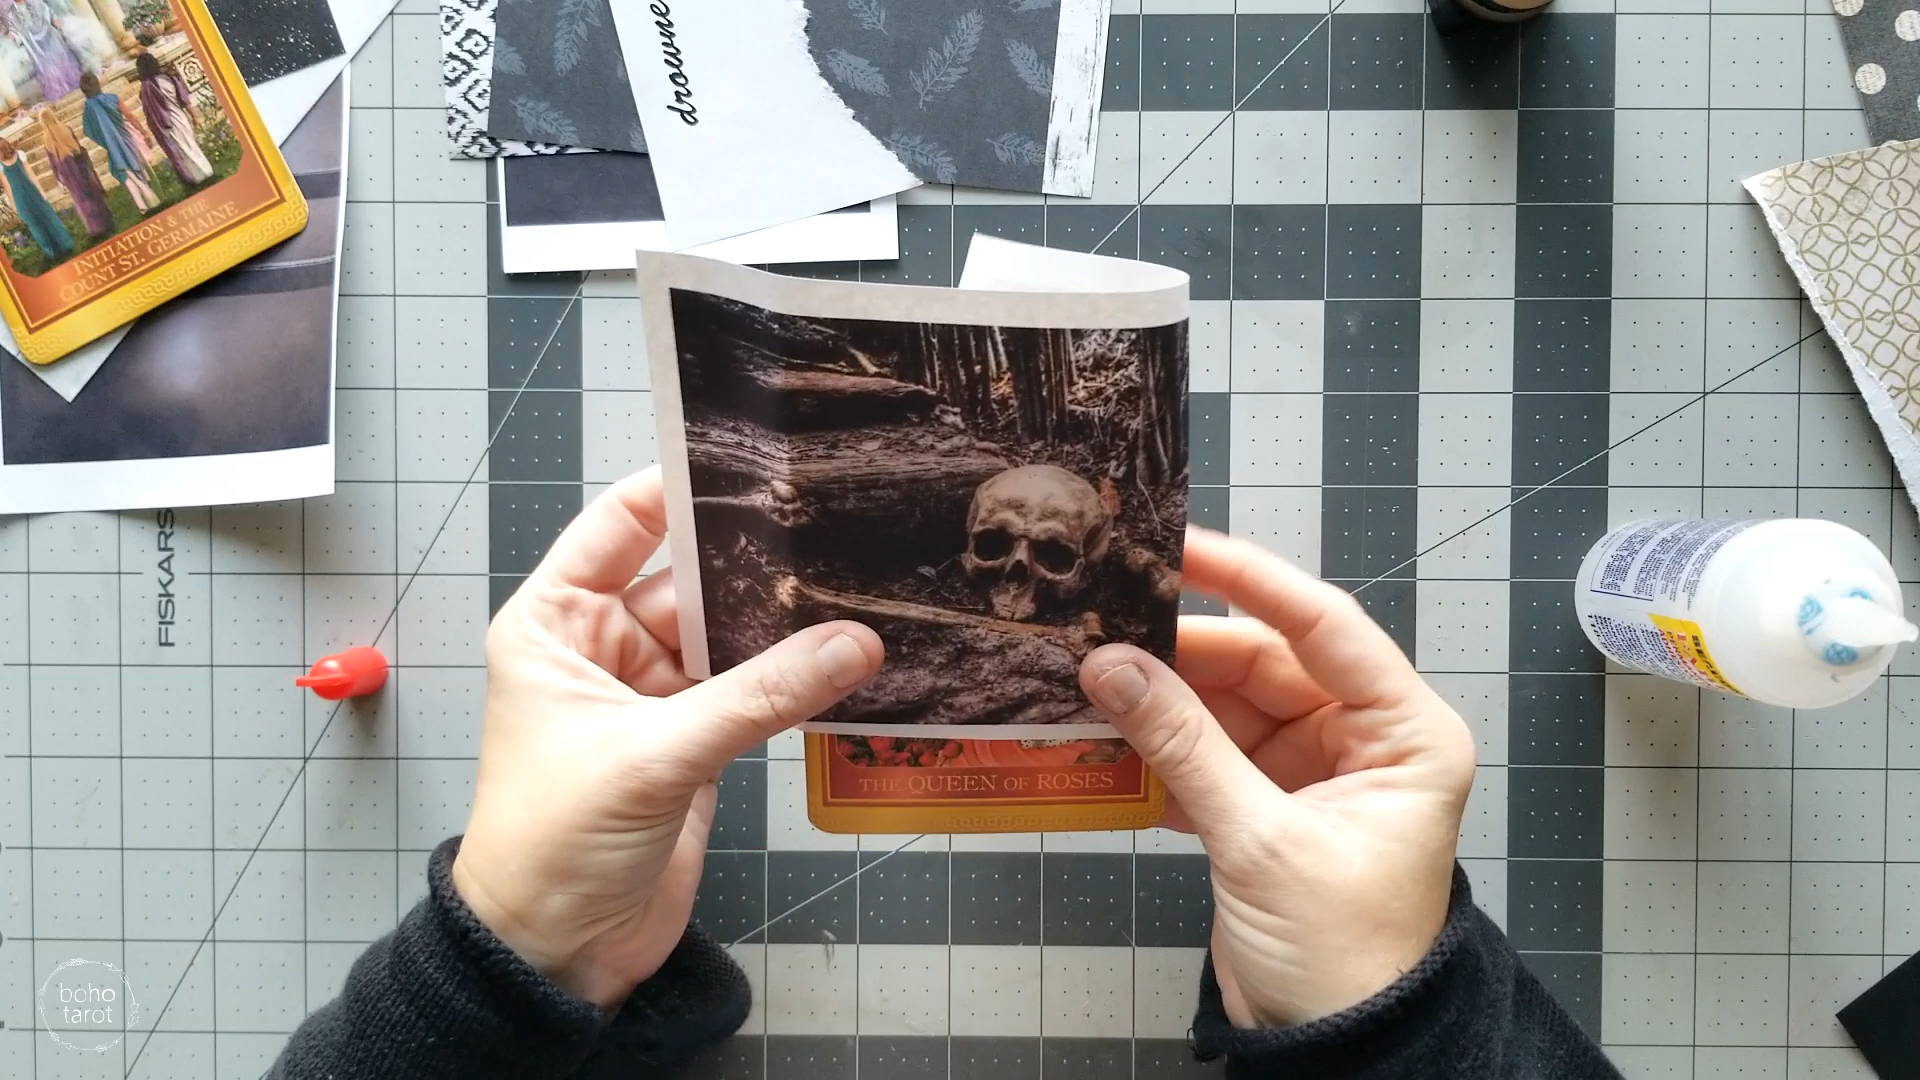 drowne
INITIATION & THE
COUNT ST. GERMAINE
FISKARS
THE QUEEN OF ROSES
boho
tarot